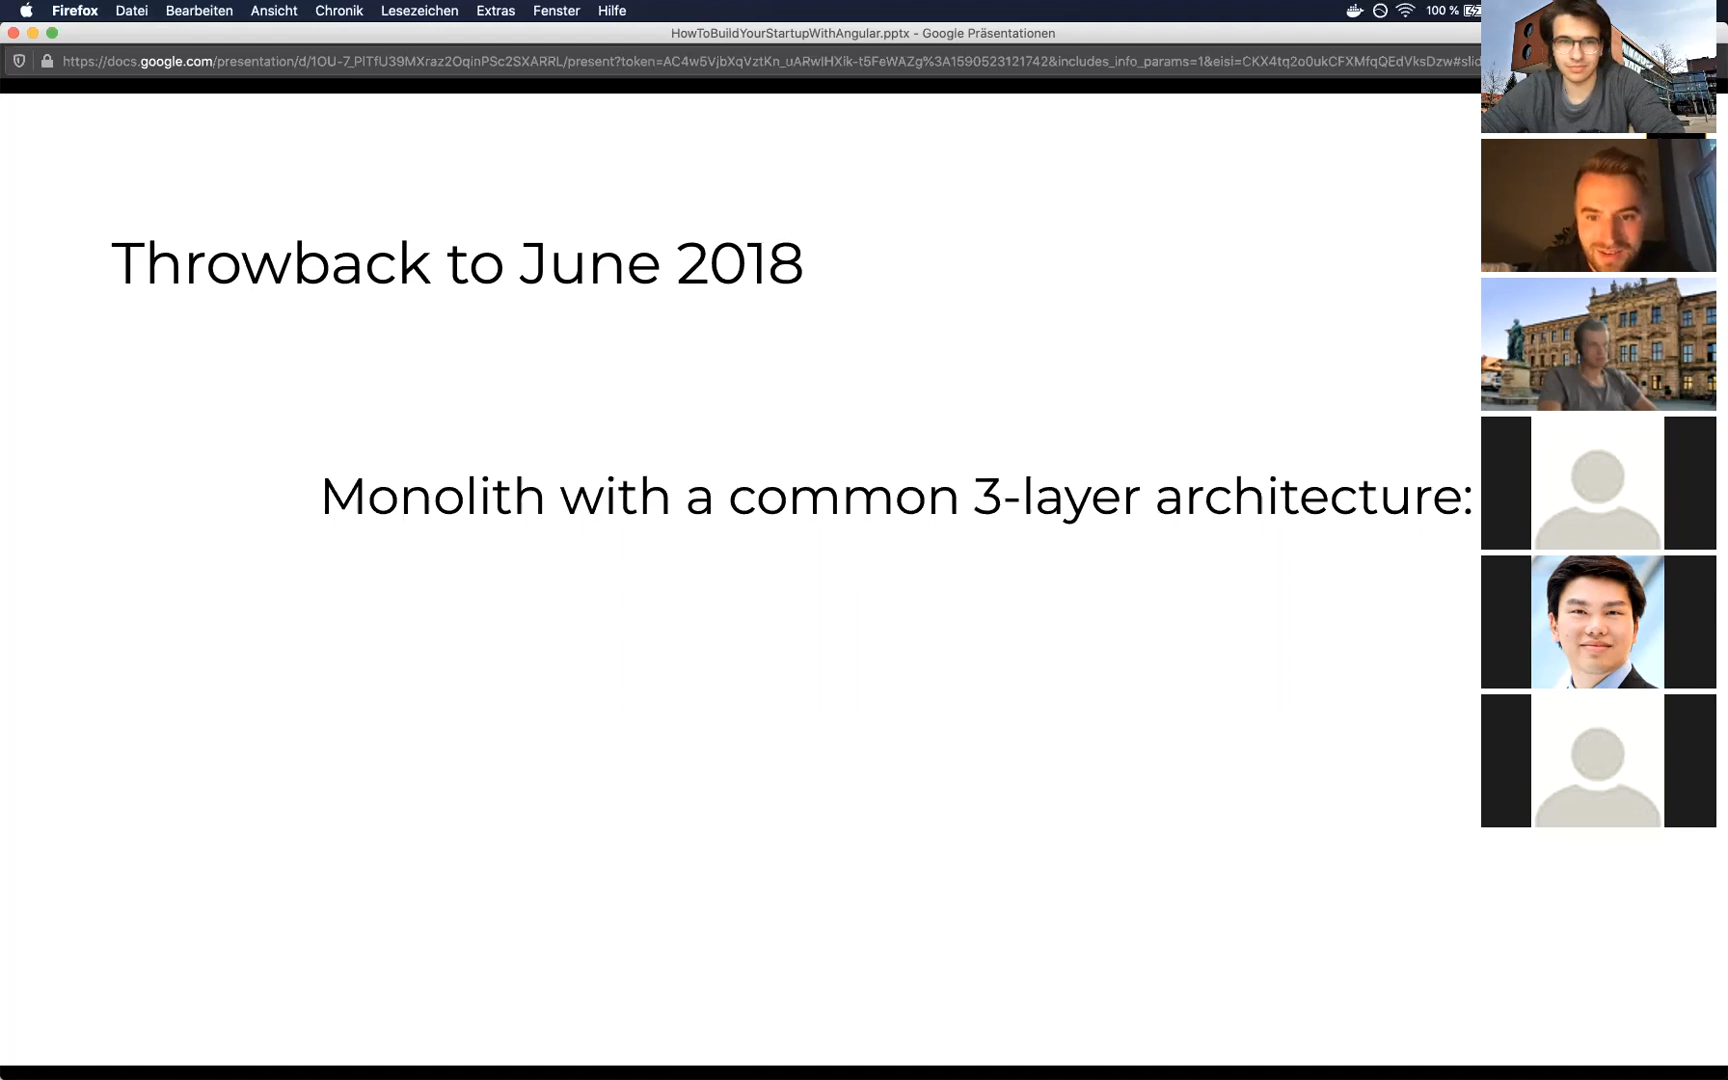 Firefox Datei Bearbeiten Ansicht Chronik Lesezeichen Extras Fenster Hilfe 100 %
HowToBuildYourStartupWithAngular.pptx - Google Präsentationen
https://docs.google.com/presentation/d/1OU-7_PlTfU39MXraz2OqinPSc2SXARRL/present?token=AC4w5VjbXqVztKn_uARwlHXik-t5FeWAZg%3A1590523121742&includes_info_params=1&eisi=CKX4tq2o0ukCFXMfqQEdVksDzw#slid
Throwback to June 2018
Monolith with a common 3-layer architecture: